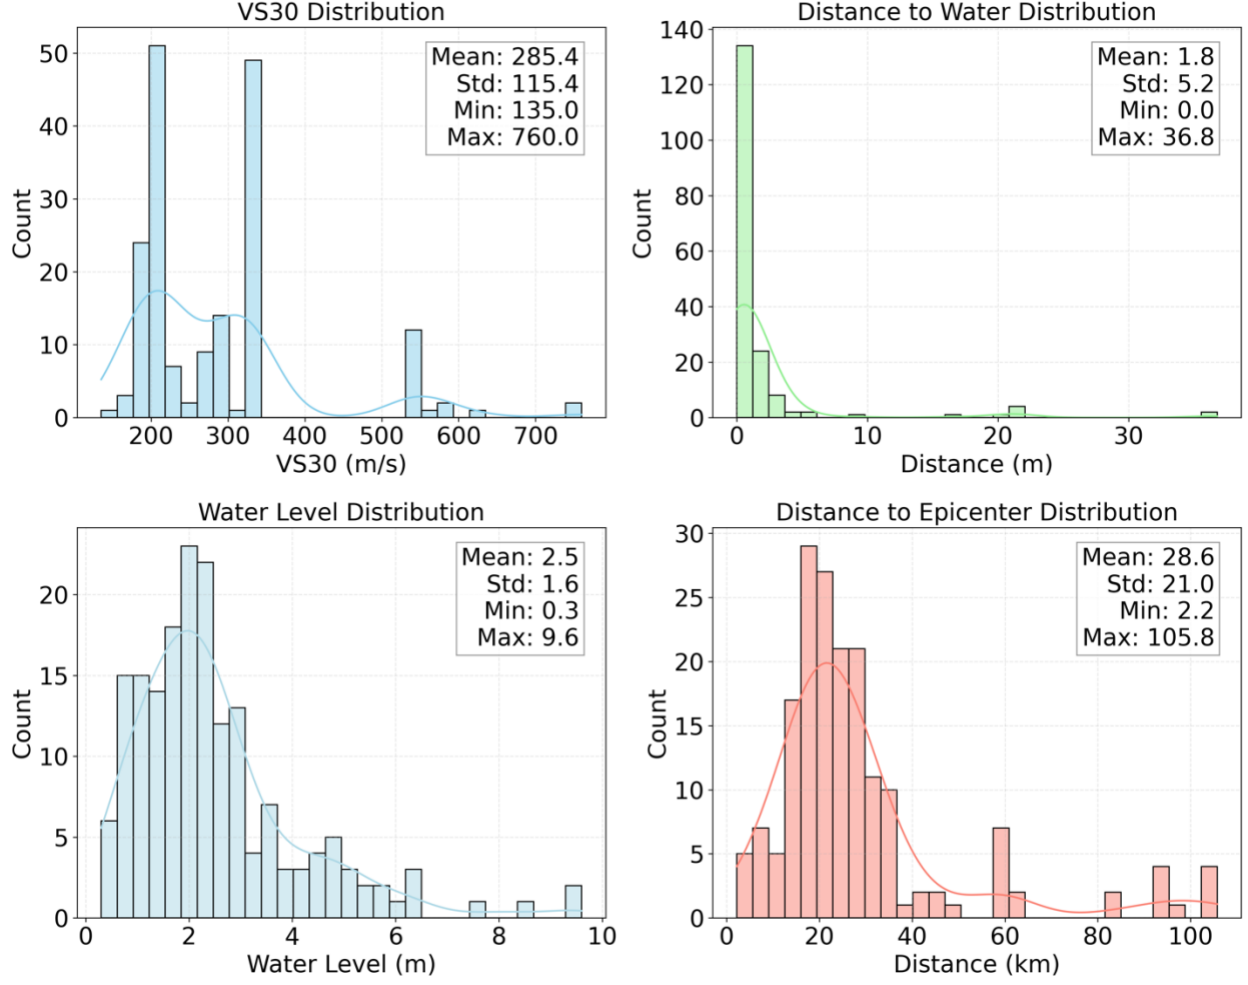 VS30 Distribution
Mean: 285.4
Std: 115.4
Min: 135.0
Max: 760.0
50
40
30
20
10
0
Count
200 300 400 500 600 700
VS30 (m/s)
Distance to Water Distribution
Mean: 1.8
Std: 5.2
Min: 0.0
Max: 36.8
140
120
100
80
60
40
20
0
Count
0 10 20 30
Distance (m)
Water Level Distribution
Mean: 2.5
Std: 1.6
Min: 0.3
Max: 9.6
20
15
10
5
0
Count
0 2 4 6 8 10
Water Level (m)
Distance to Epicenter Distribution
Mean: 28.6
Std: 21.0
Min: 2.2
Max: 105.8
30
25
20
15
10
5
0
Count
0 20 40 60 80 100
Distance (km)